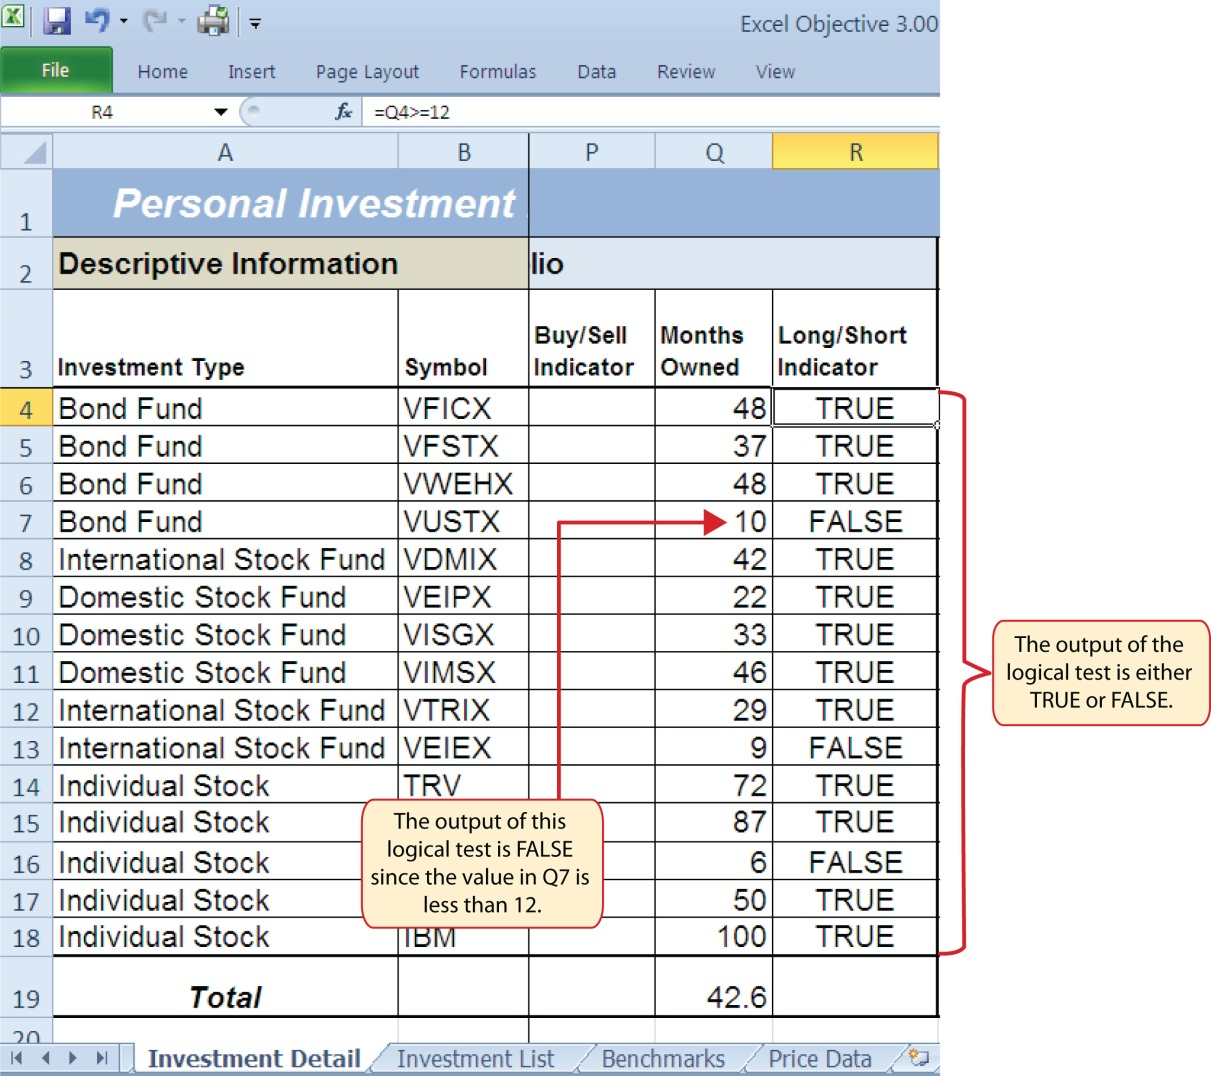 Excel Objective 3.00
File Home Insert Page Layout Formulas Data Review View
R4 fx =Q4>=12
A B P Q R
1 Personal Investment
2 Descriptive Information lio
Buy/Sell Months Long/Short
3 Investment Type Symbol Indicator Owned Indicator
4 Bond Fund VFICX 48 TRUE
5 Bond Fund VFSTX 37 TRUE
6 Bond Fund VWEHX 48 TRUE
7 Bond Fund VUSTX 10 FALSE
8 International Stock Fund VDMIX 42 TRUE
9 Domestic Stock Fund VEIPX 22 TRUE
10 Domestic Stock Fund VISGX 33 TRUE
11 Domestic Stock Fund VIMSX 46 TRUE
12 International Stock Fund VTRIX 29 TRUE
13 International Stock Fund VEIEX 9 FALSE
14 Individual Stock TRV 72 TRUE
15 Individual Stock 87 TRUE
16 Individual Stock 6 FALSE
17 Individual Stock 50 TRUE
18 Individual Stock IBM 100 TRUE
19 Total 42.6
20
Investment Detail Investment List Benchmarks Price Data
The output of this
logical test is FALSE
since the value in Q7 is
less than 12.
The output of the
logical test is either
TRUE or FALSE.